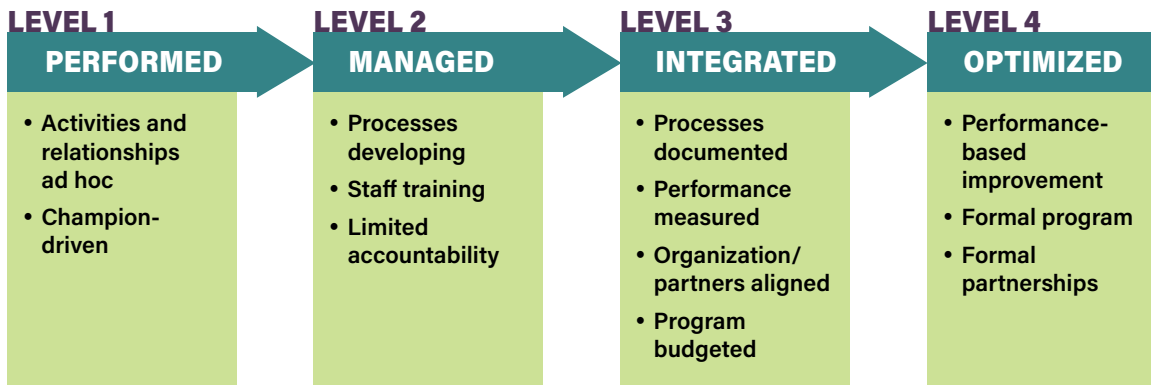 LEVEL 1
PERFORMED
• Activities and
relationships
ad hoc
• Champion-
driven
LEVEL 2
MANAGED
• Processes
developing
• Staff training
• Limited
accountability
LEVEL 3
INTEGRATED
• Processes
documented
• Performance
measured
• Organization/
partners aligned
• Program
budgeted
LEVEL 4
OPTIMIZED
• Performance-
based
improvement
• Formal program
• Formal
partnerships